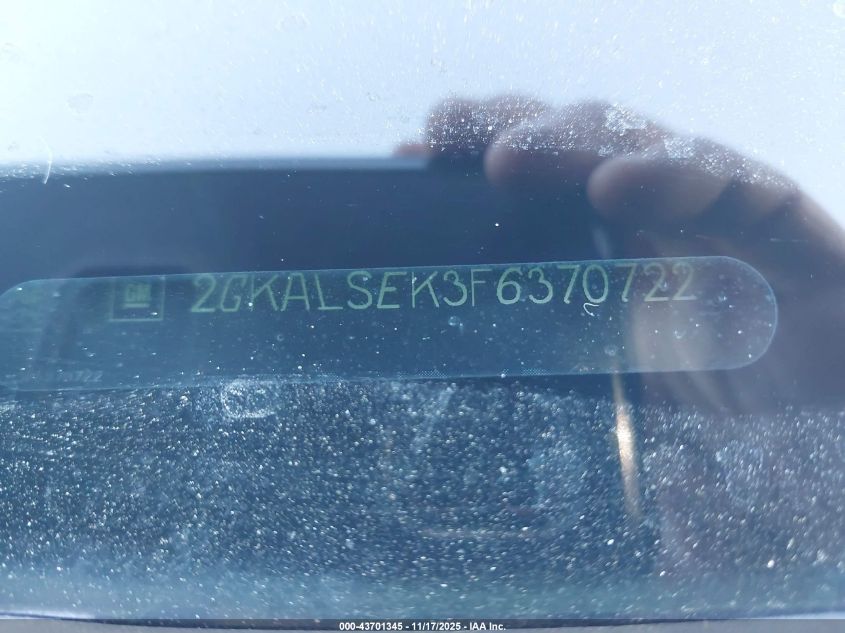 GM 2GKALSEK3F6370722
000-43701345 - 11/17/2025 - IAA Inc.